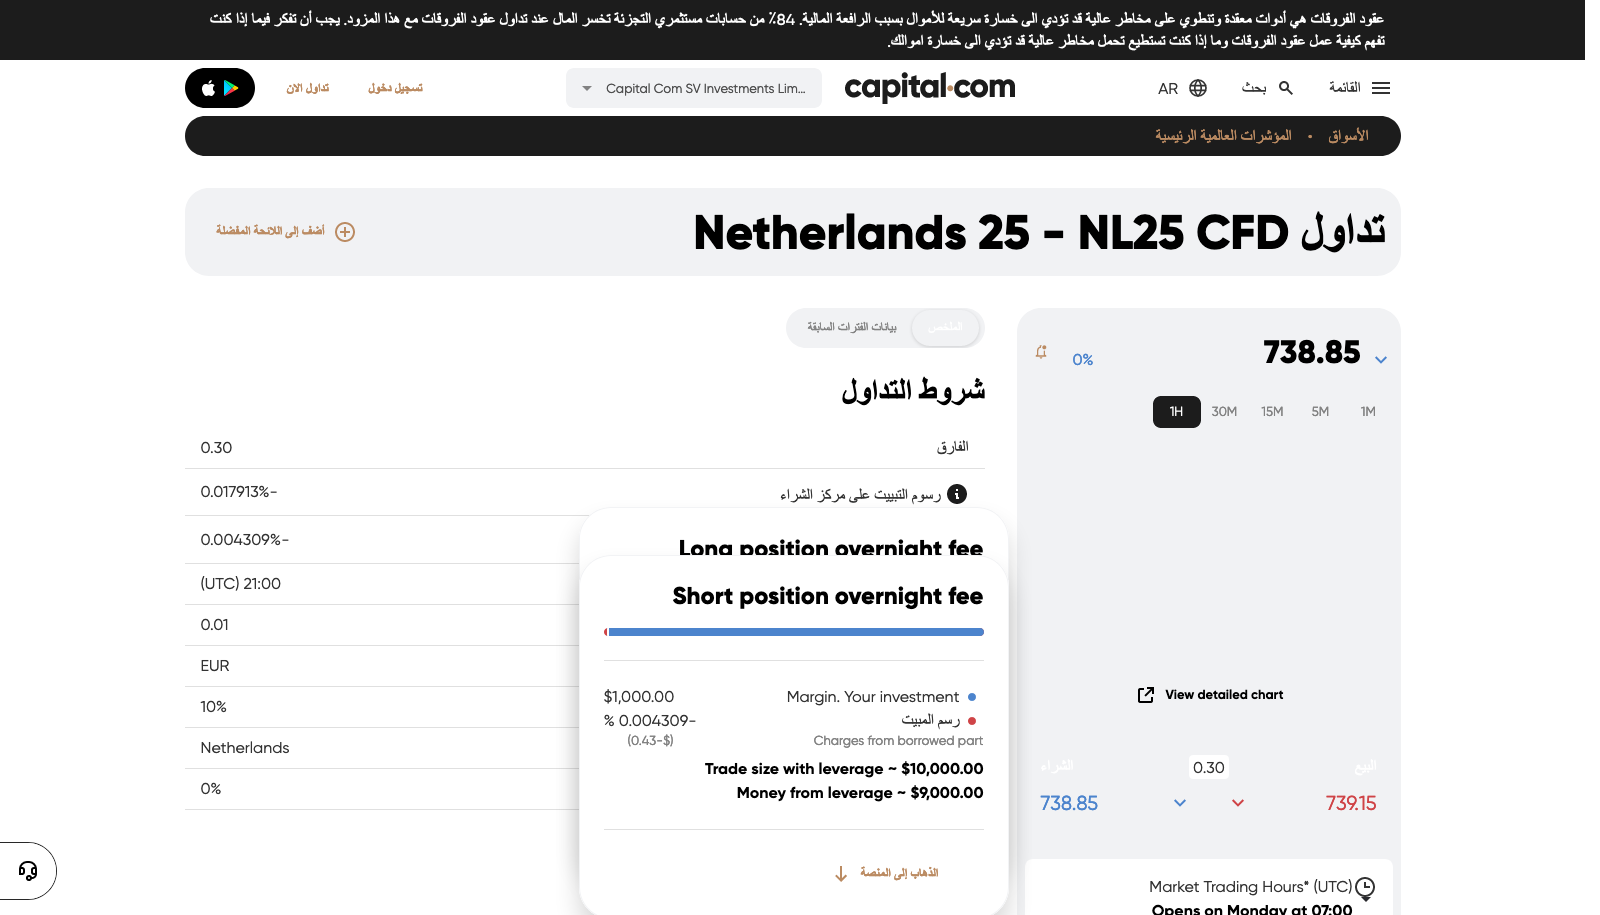 عقود الفروقات هي أدوات معقدة وتنطوي على مخاطر عالية قد تؤدي الى خسارة سريعة للأموال بسبب الرافعة المالية. 84٪ من حسابات مستثمري التجزئة تخسر المال عند تداول عقود الفروقات مع هذا المزود. يجب أن تفكر فيما إذا كنت
تفهم كيفية عمل عقود الفروقات وما إذا كنت تستطيع تحمل مخاطر عالية قد تؤدي الى خسارة اموالك.
القائمة
بحث
AR
capital.com
Capital Com SV Investments Lim...
تسجيل دخول
تداول الان
الأسواق • المؤشرات العالمية الرئيسية
تداول Netherlands 25 - NL25 CFD
أضف إلى اللائحة المفضلة
738.85
0%
1M
5M
15M
30M
1H
View detailed chart
البيع
0.30
الشراء
739.15
738.85
Market Trading Hours* (UTC)
Opens on Monday at 07:00
الملخص
بيانات الفترات السابقة
شروط التداول
الفارق 0.30
رسوم التبييت على مركز الشراء -0.017913%
-0.004309%
21:00 (UTC)
0.01
EUR
10%
Netherlands
0%
Long position overnight fee
Short position overnight fee
Margin. Your investment $1,000.00
رسم المبيت -0.004309 %
Charges from borrowed part (-$0.43)
Trade size with leverage ~ $10,000.00
Money from leverage ~ $9,000.00
الذهاب إلى المنصة